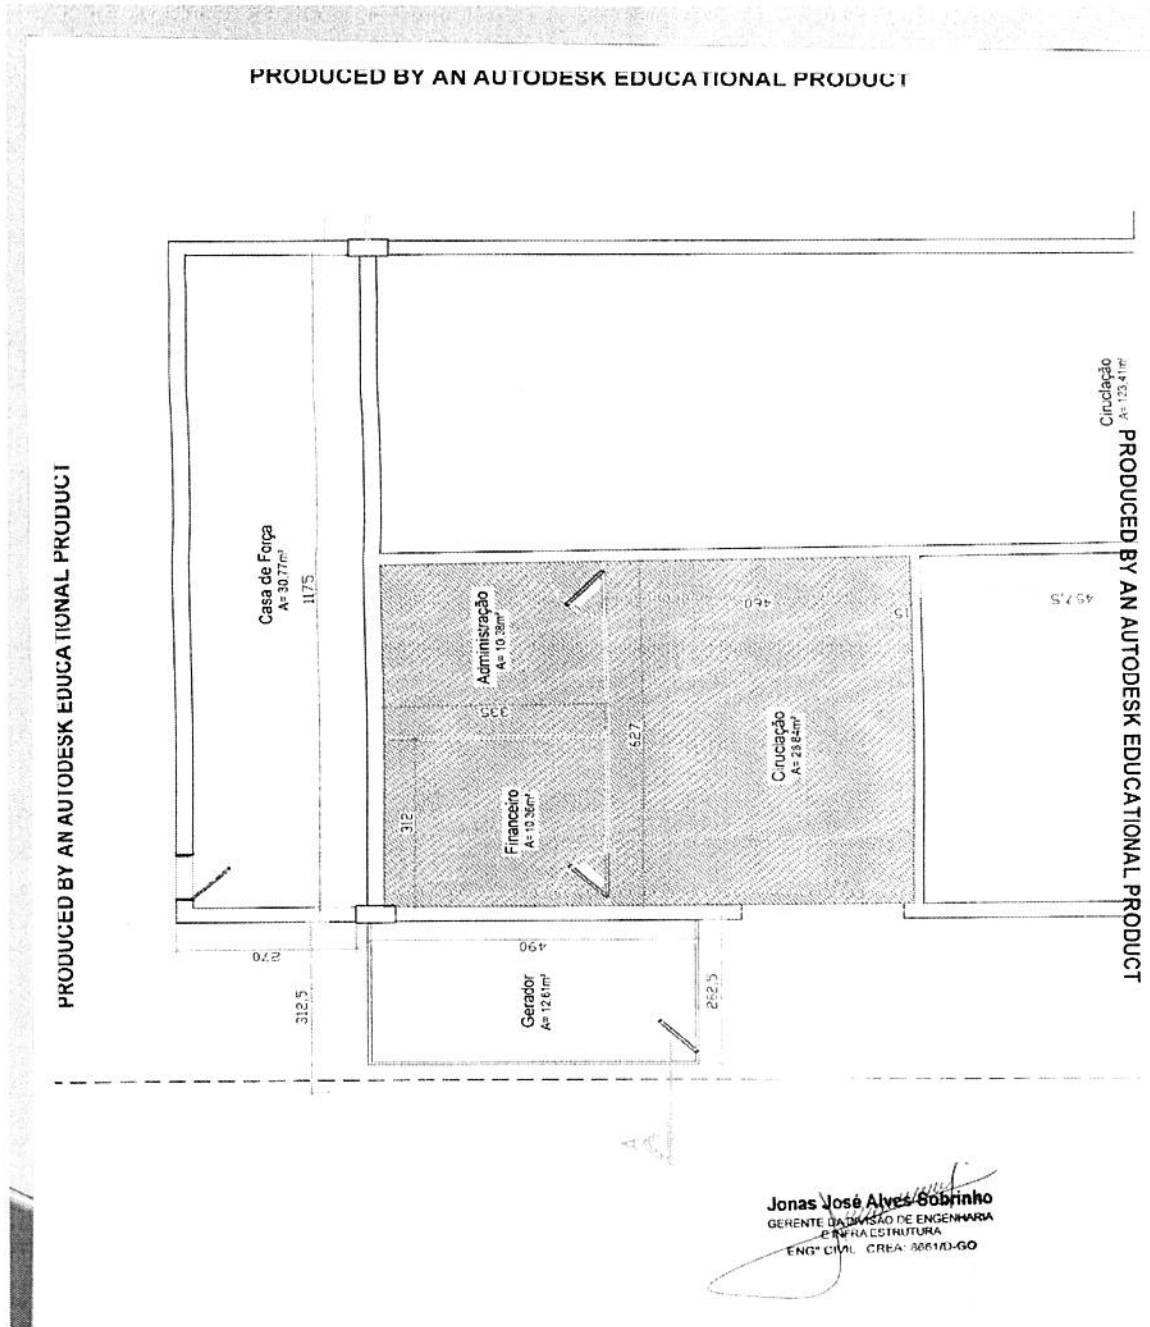 PRODUCED BY AN AUTODESK EDUCATIONAL PRODUCT
PRODUCED BY AN AUTODESK EDUCATIONAL PRODUCT
Casa de Força
A= 30.77m²
1175
Administração
A= 10.38m²
335
460
15
Ciruclação
A= 123.41m²
PRODUCED BY AN AUTODESK EDUCATIONAL PRODUCT
497,5
627
Financeiro
A= 10.36m²
312
Ciruclação
A= 28.84m²
270
312,5
490
Gerador
A= 12.61m²
262,5
A
Jonas José Alves Sobrinho
GERENTE DA DIVISÃO DE ENGENHARIA
E INFRA ESTRUTURA
ENGº CIVIL CREA: 8661/D-GO